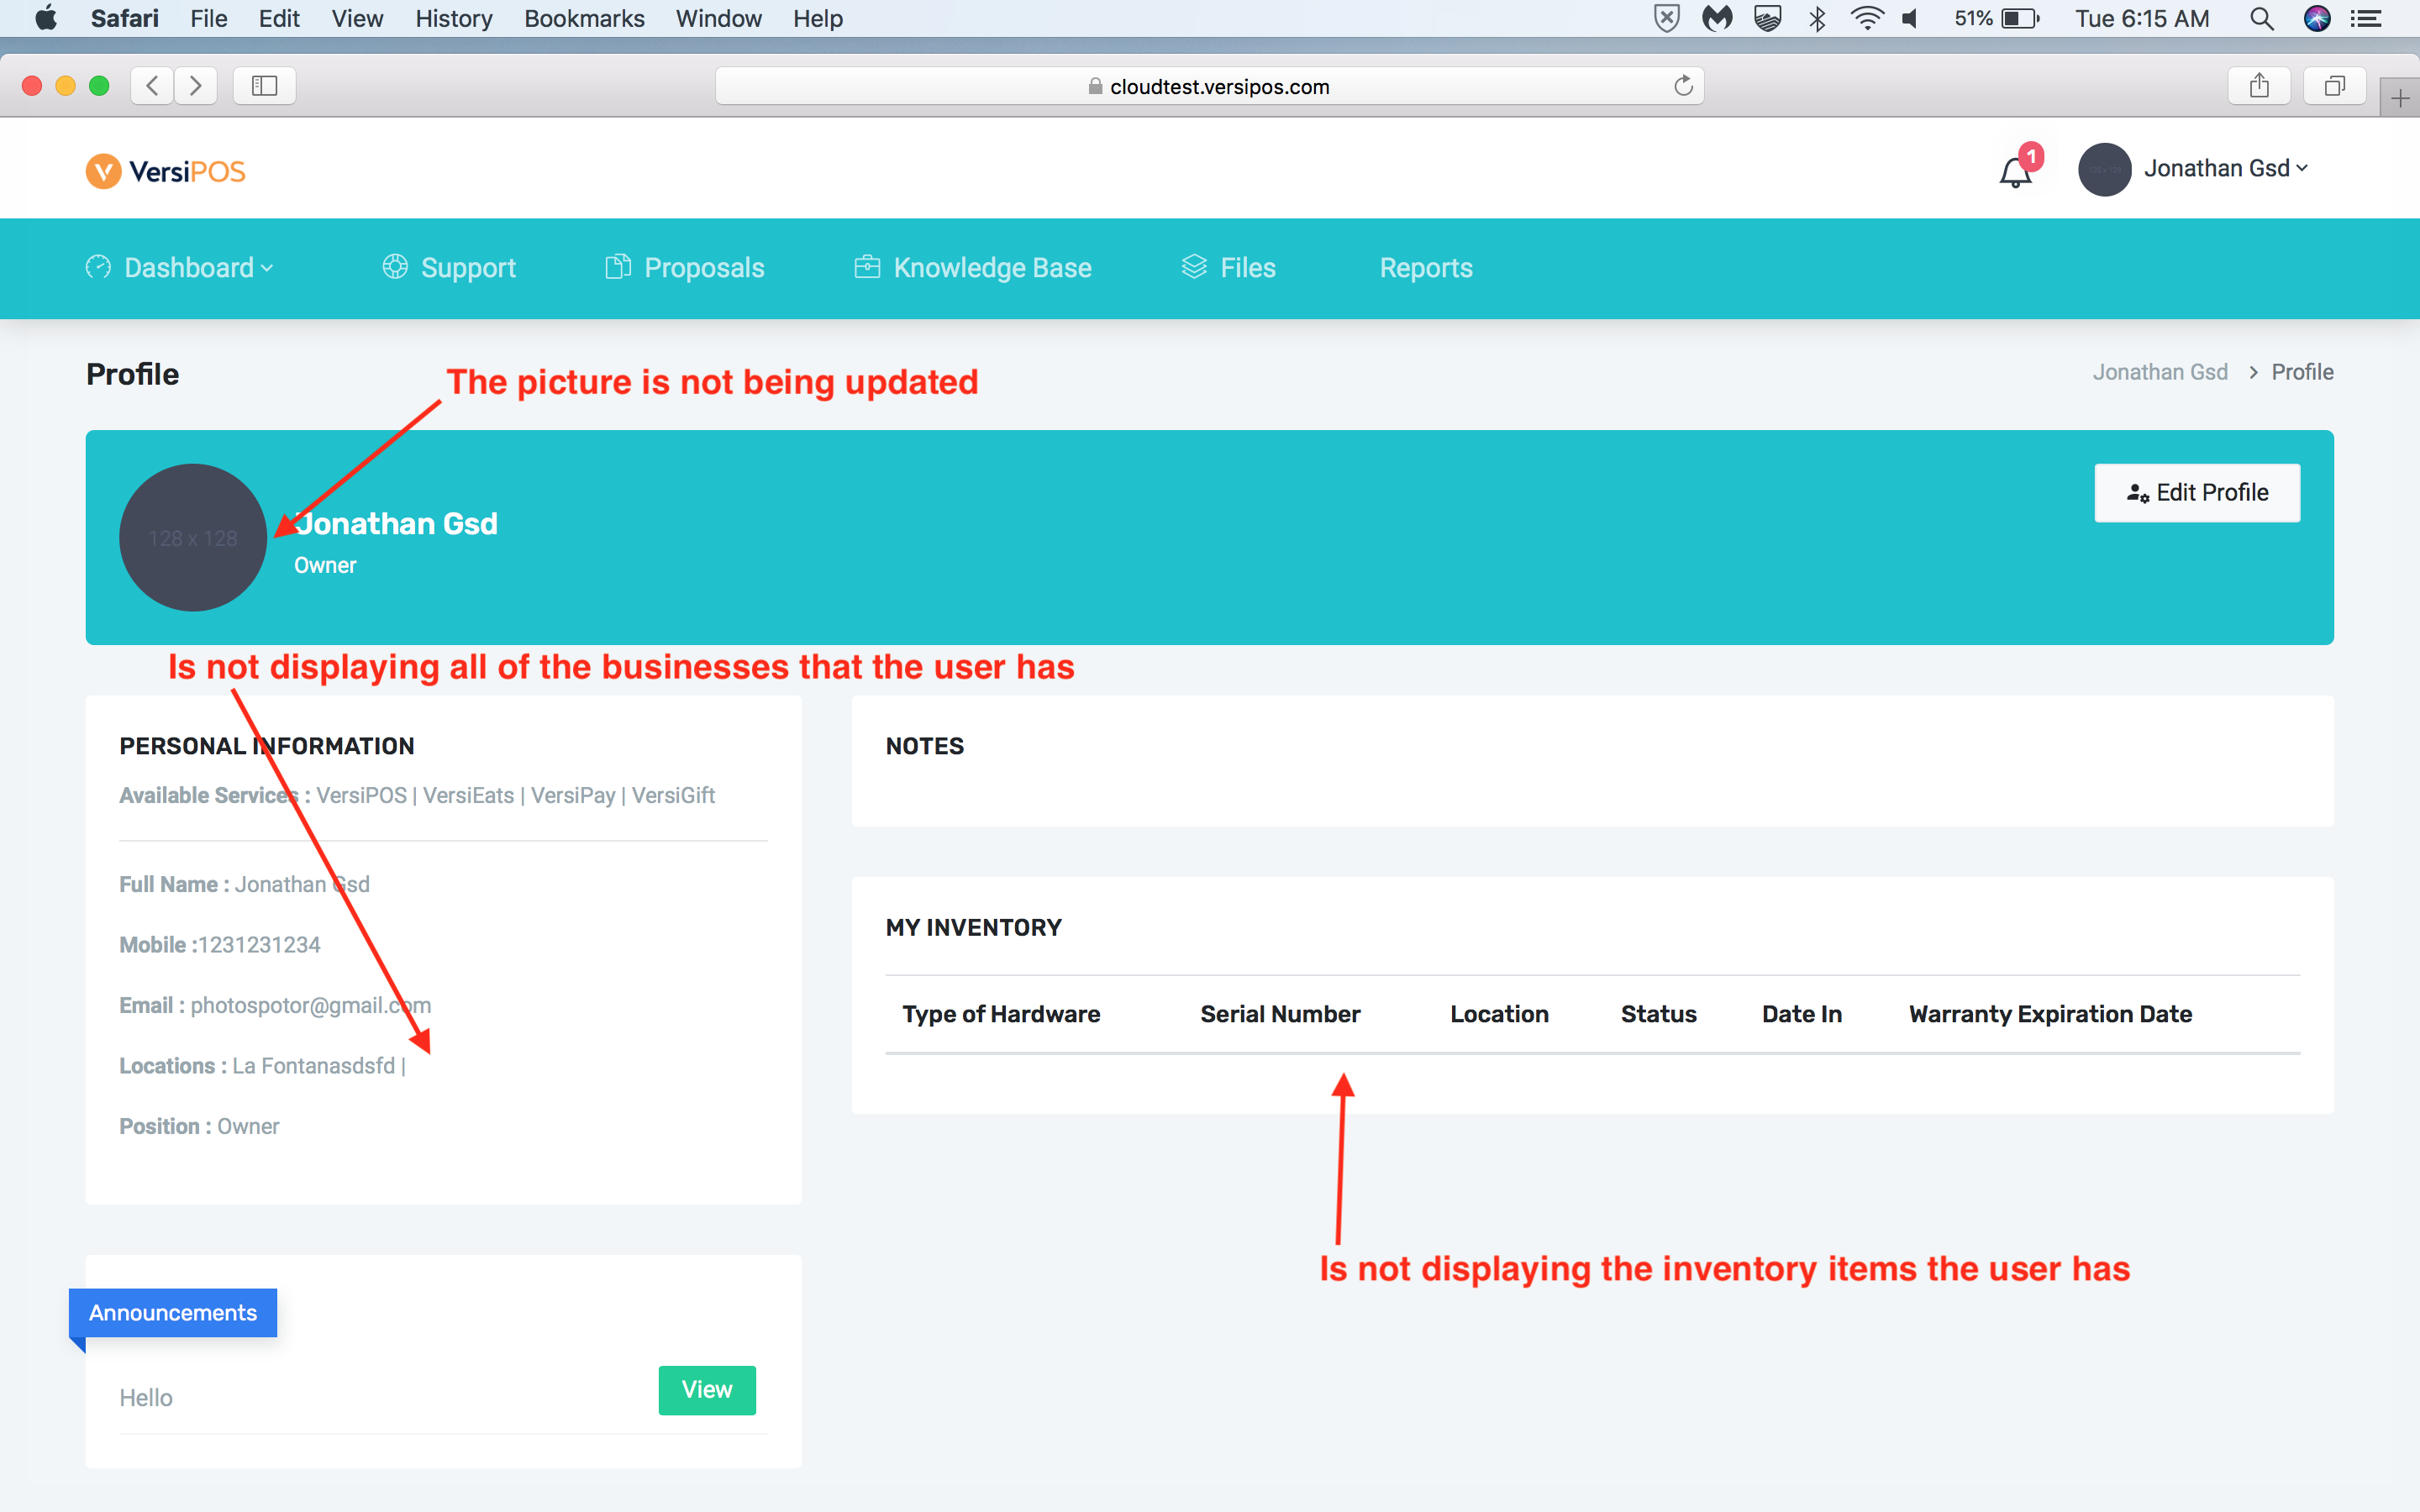 Safari File Edit View History Bookmarks Window Help 51% Tue 6:15 AM
cloudtest.versipos.com
VersiPOS 1 Jonathan Gsd
Dashboard Support Proposals Knowledge Base Files Reports
Profile
Jonathan Gsd > Profile
The picture is not being updated
128 x 128
Jonathan Gsd
Owner
Edit Profile
Is not displaying all of the businesses that the user has
PERSONAL INFORMATION
Available Services : VersiPOS | VersiEats | VersiPay | VersiGift
Full Name : Jonathan Gsd
Mobile :1231231234
Email : photospotor@gmail.com
Locations : La Fontanasdsfd |
Position : Owner
NOTES
MY INVENTORY
Type of Hardware Serial Number Location Status Date In Warranty Expiration Date
Is not displaying the inventory items the user has
Announcements
Hello
View